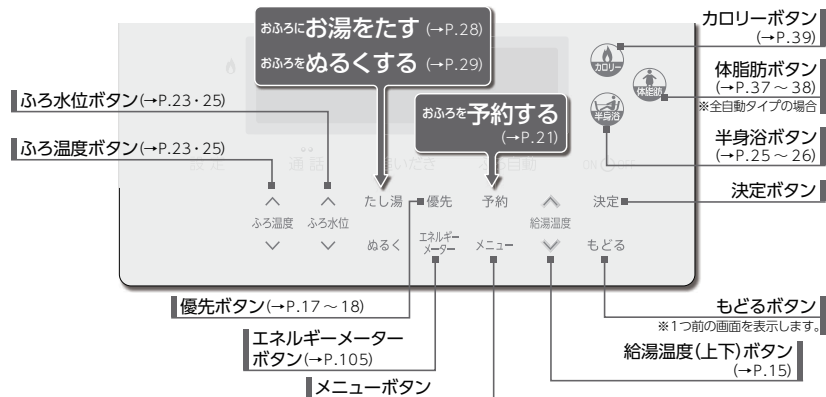 おふろにお湯をたす (→P.28)
おふろをぬるくする (→P.29)
カロリーボタン
(→P.39)
カロリー
体脂肪ボタン
(→P.37～38)
※全自動タイプの場合
体脂肪
おふろを予約する
(→P.21)
半身浴
半身浴ボタン
(→P.25～26)
ふろ水位ボタン(→P.23・25)
ふろ温度ボタン(→P.23・25)
設定
通話
追いだき
ふろ自動
ON OFF
決定ボタン
たし湯 優先 予約 決定
ふろ温度 ふろ水位 給湯温度
ぬるく エネルギー
メーター メニュー もどる
優先ボタン(→P.17～18)
もどるボタン
※1つ前の画面を表示します。
エネルギーメーター
ボタン(→P.105)
給湯温度(上下)ボタン
(→P.15)
メニューボタン